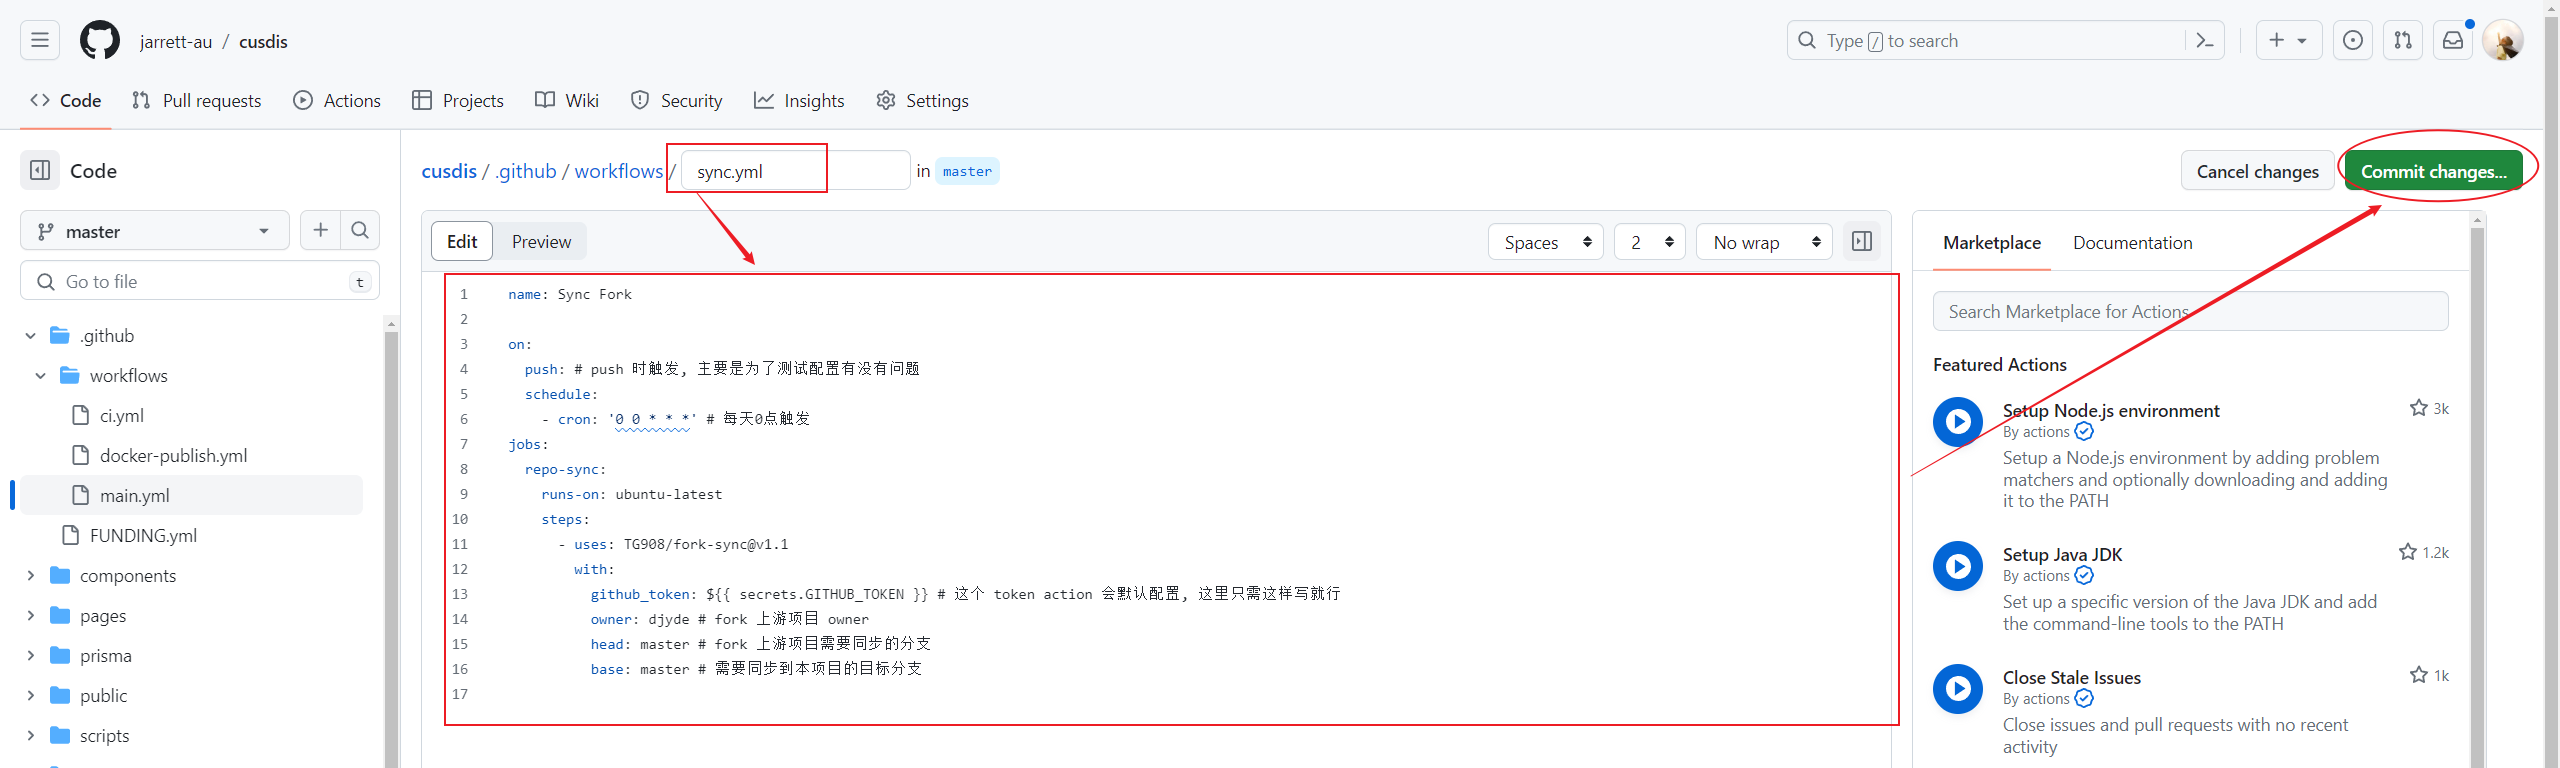 jarrett-au / cusdis
Type / to search
Code
Pull requests
Actions
Projects
Wiki
Security
Insights
Settings
Code
master
Go to file
t
.github
workflows
ci.yml
docker-publish.yml
main.yml
FUNDING.yml
components
pages
prisma
public
scripts
cusdis / .github / workflows / sync.yml in master
Cancel changes
Commit changes...
Edit
Preview
Spaces
2
No wrap
1 name: Sync Fork
2
3 on:
4 push: # push 时触发, 主要是为了测试配置有没有问题
5 schedule:
6 - cron: '0 0 * * *' # 每天0点触发
7 jobs:
8 repo-sync:
9 runs-on: ubuntu-latest
10 steps:
11 - uses: TG908/fork-sync@v1.1
12 with:
13 github_token: ${{ secrets.GITHUB_TOKEN }} # 这个 token action 会默认配置, 这里只需这样写就行
14 owner: djyde # fork 上游项目 owner
15 head: master # fork 上游项目需要同步的分支
16 base: master # 需要同步到本项目的目标分支
17
Marketplace
Documentation
Search Marketplace for Actions
Featured Actions
Setup Node.js environment
3k
By actions
Setup a Node.js environment by adding problem
matchers and optionally downloading and adding
it to the PATH
Setup Java JDK
1.2k
By actions
Set up a specific version of the Java JDK and add
the command-line tools to the PATH
Close Stale Issues
1k
By actions
Close issues and pull requests with no recent
activity